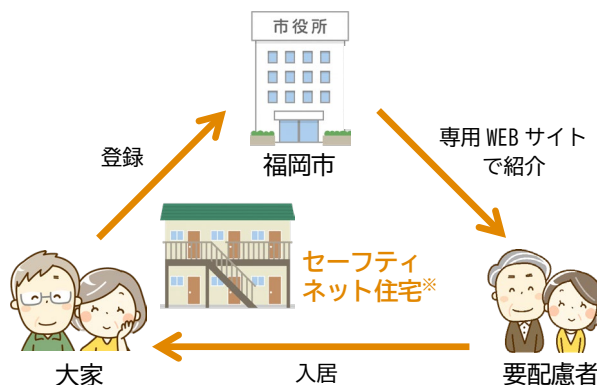 市役所
福岡市
登録
専用 WEB サイト
で紹介
セーフティ
ネット住宅※
大家
入居
要配慮者